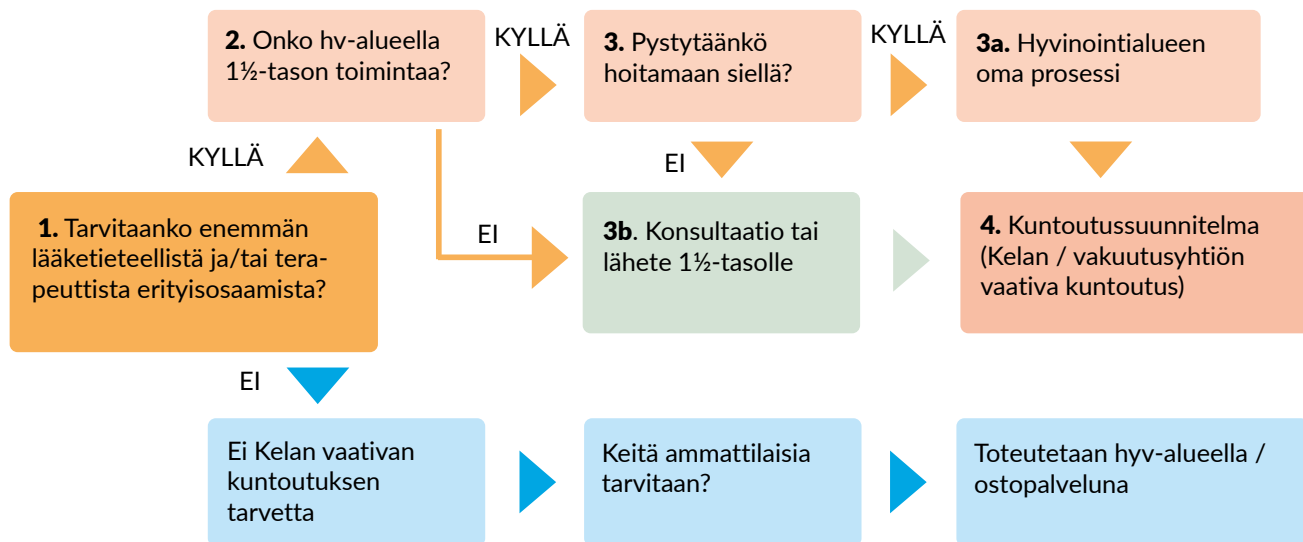 2. Onko hv-alueella
1½-tason toimintaa?
KYLLÄ
3. Pystytäänkö
hoitamaan siellä?
KYLLÄ
3a. Hyvinointialueen
oma prosessi
KYLLÄ
EI
1. Tarvitaanko enemmän
lääketieteellistä ja/tai tera-
peuttista erityisosaamista?
EI
3b. Konsultaatio tai
lähete 1½-tasolle
4. Kuntoutussuunnitelma
(Kelan / vakuutusyhtiön
vaativa kuntoutus)
EI
Ei Kelan vaativan
kuntoutuksen
tarvetta
Keitä ammattilaisia
tarvitaan?
Toteutetaan hyv-alueella /
ostopalveluna